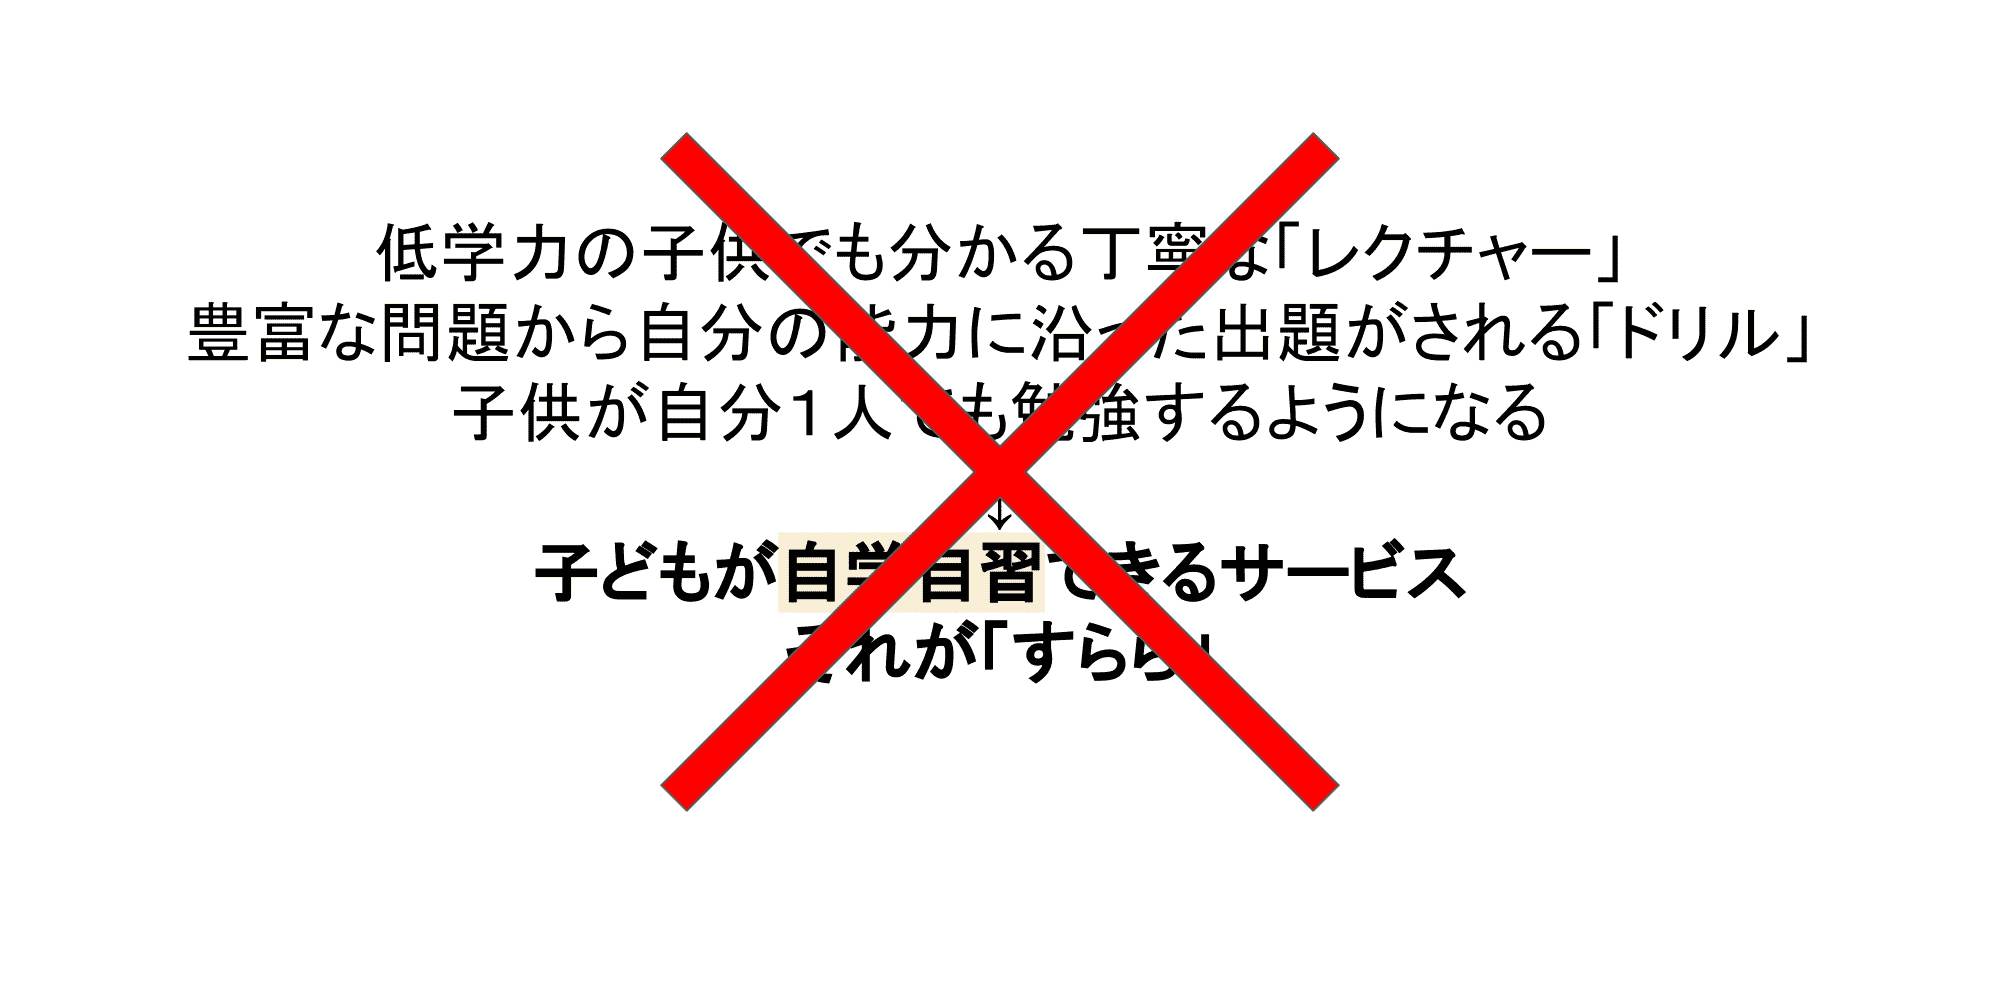 低学力の子供でも分かる丁寧な「レクチャー」
豊富な問題から自分の能力に沿った出題がされる「ドリル」
子供が自分１人でも勉強するようになる
↓
子どもが自学自習できるサービス
それが「すらら」